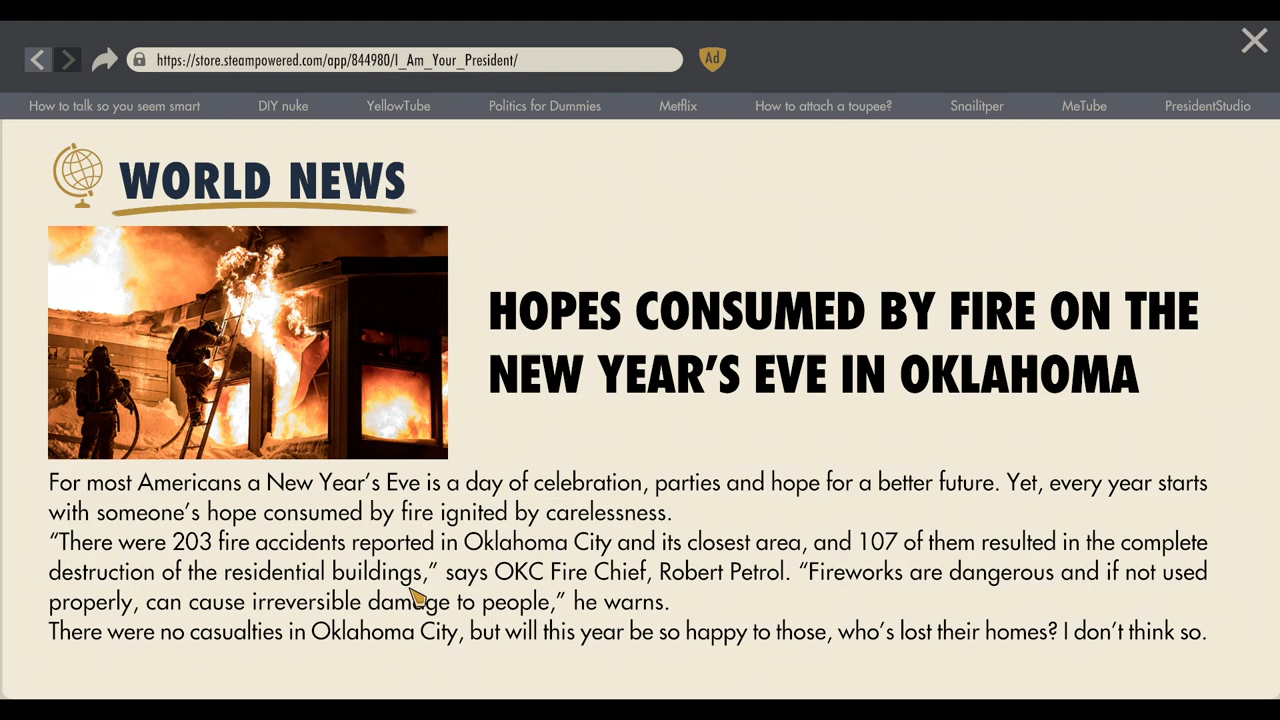 https://store.steampowered.com/app/844980/I_Am_Your_President/
Ad
How to talk so you seem smart
DIY nuke
YellowTube
Politics for Dummies
Metflix
How to attach a toupee?
Snailitper
MeTube
PresidentStudio
WORLD NEWS
HOPES CONSUMED BY FIRE ON THE
NEW YEAR'S EVE IN OKLAHOMA
For most Americans a New Year's Eve is a day of celebration, parties and hope for a better future. Yet, every year starts
with someone's hope consumed by fire ignited by carelessness.
“There were 203 fire accidents reported in Oklahoma City and its closest area, and 107 of them resulted in the complete
destruction of the residential buildings,” says OKC Fire Chief, Robert Petrol. “Fireworks are dangerous and if not used
properly, can cause irreversible damage to people,” he warns.
There were no casualties in Oklahoma City, but will this year be so happy to those, who's lost their homes? I don't think so.